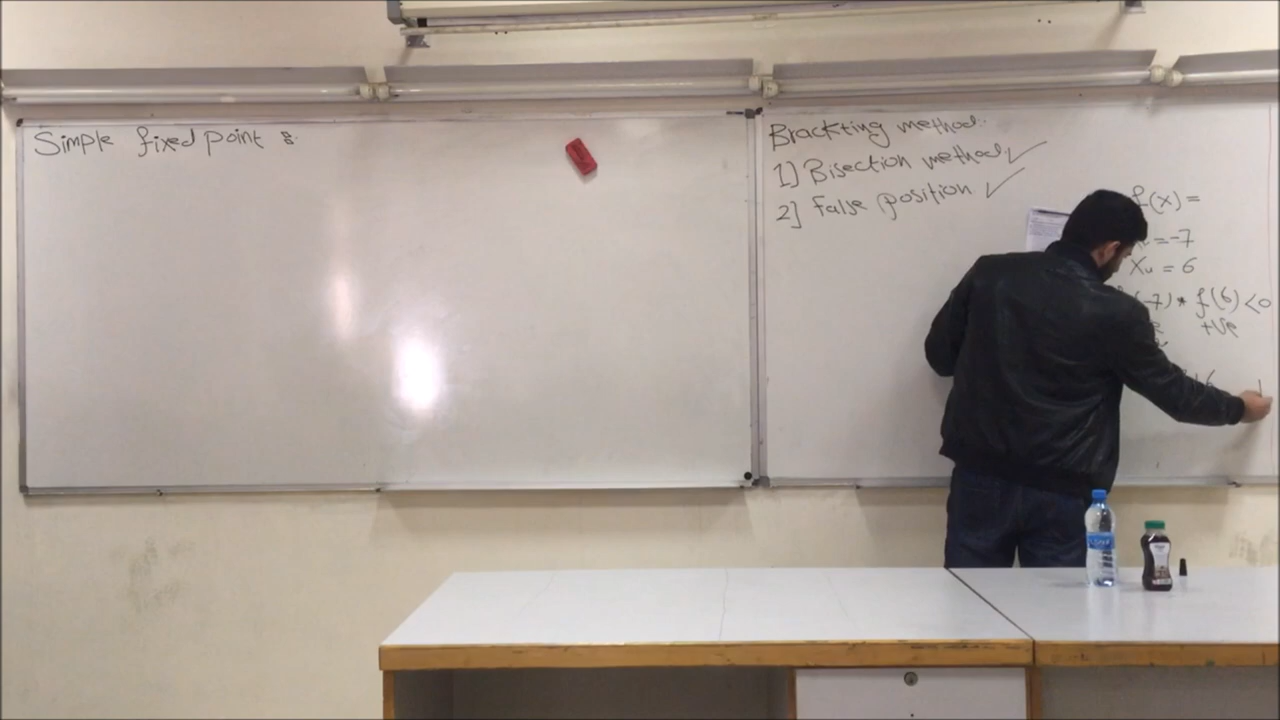 Simple fixed point :
Brackting method:
1] Bisection method ✓
2] False position ✓
f(x) =
= -7
Xu = 6
(-7) * f(6) < 0
+ve